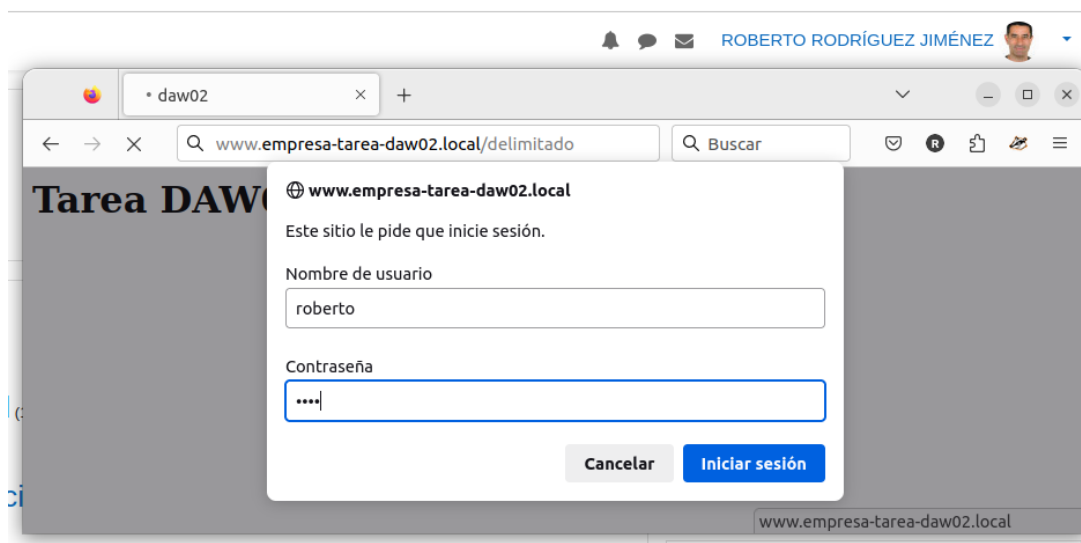 ROBERTO RODRÍGUEZ JIMÉNEZ
daw02
www.empresa-tarea-daw02.local/delimitado
Buscar
Tarea DAW
www.empresa-tarea-daw02.local
Este sitio le pide que inicie sesión.
Nombre de usuario
roberto
Contraseña
••••
Cancelar
Iniciar sesión
ci
www.empresa-tarea-daw02.local